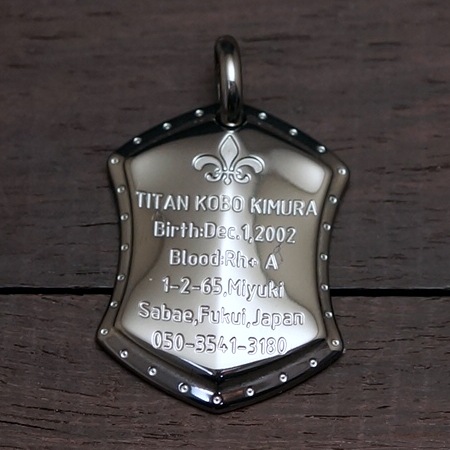 TITAN KOBO KIMURA
Birth:Dec.1,2002
Blood:Rh+ A
1-2-65,Miyuki
Sabae,Fukui,Japan
050-3541-3180